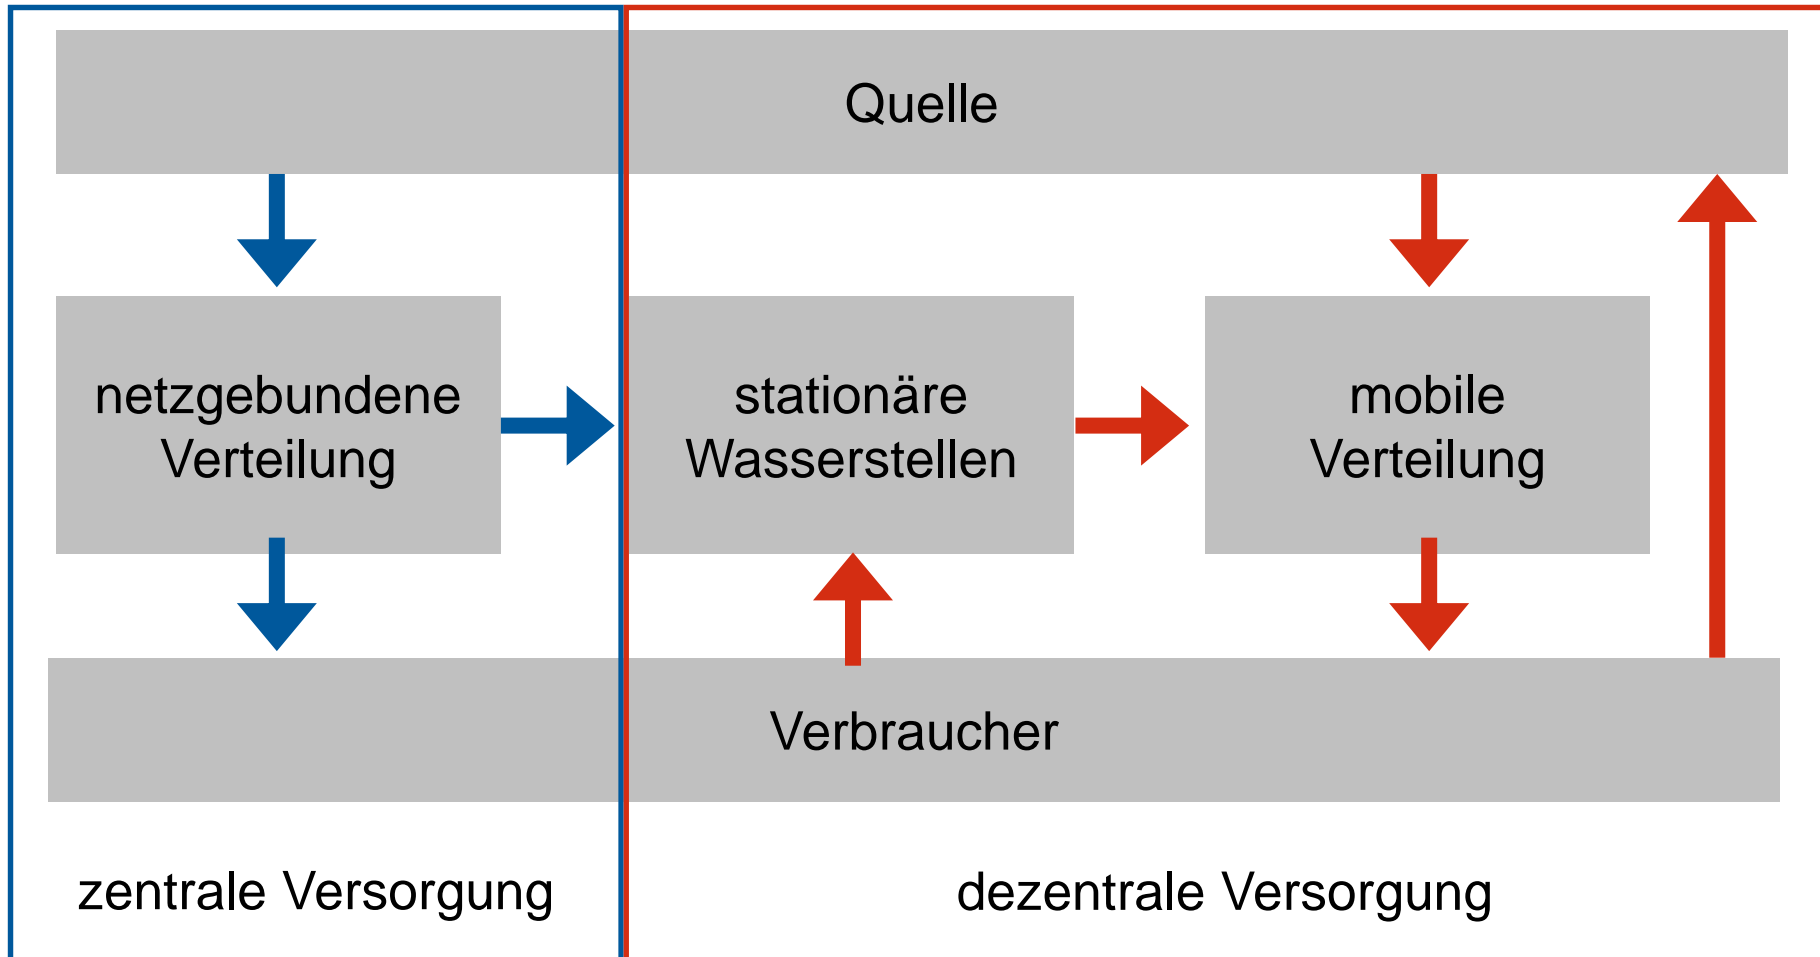 Quelle
netzgebundene
Verteilung
stationäre
Wasserstellen
mobile
Verteilung
Verbraucher
zentrale Versorgung
dezentrale Versorgung